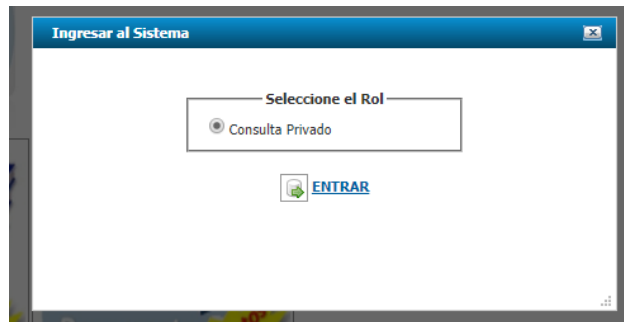 Ingresar al Sistema
Seleccione el Rol
Consulta Privado
ENTRAR